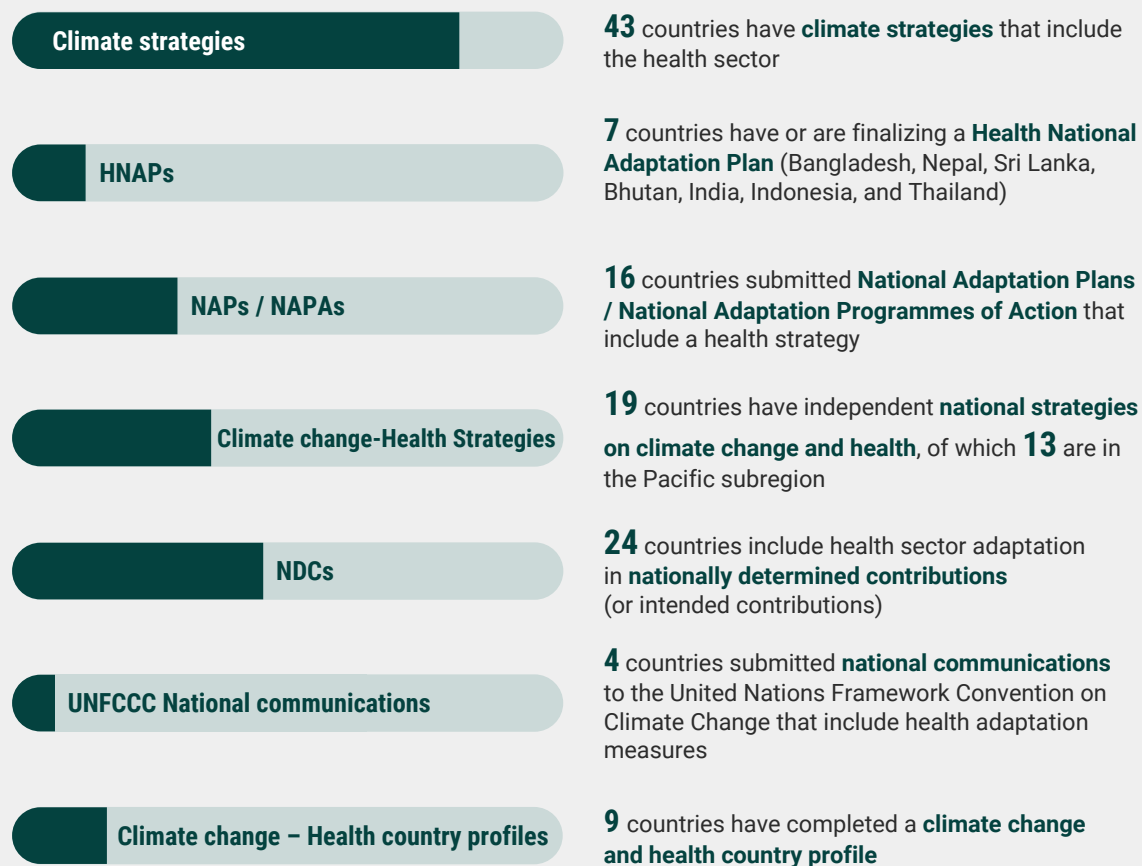 Climate strategies
43 countries have climate strategies that include
the health sector
HNAPs
7 countries have or are finalizing a Health National
Adaptation Plan (Bangladesh, Nepal, Sri Lanka,
Bhutan, India, Indonesia, and Thailand)
NAPs / NAPAs
16 countries submitted National Adaptation Plans
/ National Adaptation Programmes of Action that
include a health strategy
Climate change-Health Strategies
19 countries have independent national strategies
on climate change and health, of which 13 are in
the Pacific subregion
NDCs
24 countries include health sector adaptation
in nationally determined contributions
(or intended contributions)
UNFCCC National communications
4 countries submitted national communications
to the United Nations Framework Convention on
Climate Change that include health adaptation
measures
Climate change – Health country profiles
9 countries have completed a climate change
and health country profile